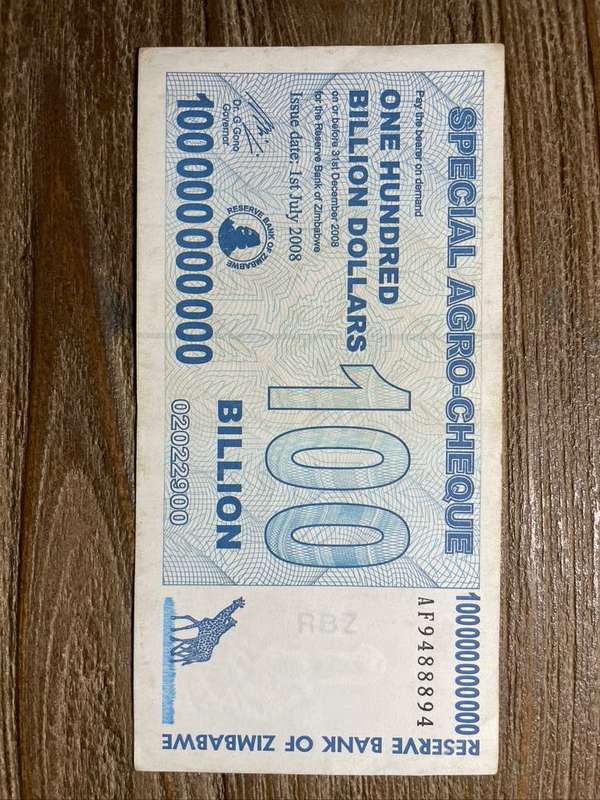 SPECIAL AGRO-CHEQUE
100000000000
Pay the bearer on demand
AF9488894
ONE HUNDRED
BILLION DOLLARS
on or before 31st December 2008
for the Reserve Bank of Zimbabwe
Issue date: 1st July 2008
100
BILLION
RBZ
Dr. G. Gono
Governor
RESERVE BANK OF ZIMBABWE
100000000000
02022900
RESERVE BANK OF ZIMBABWE